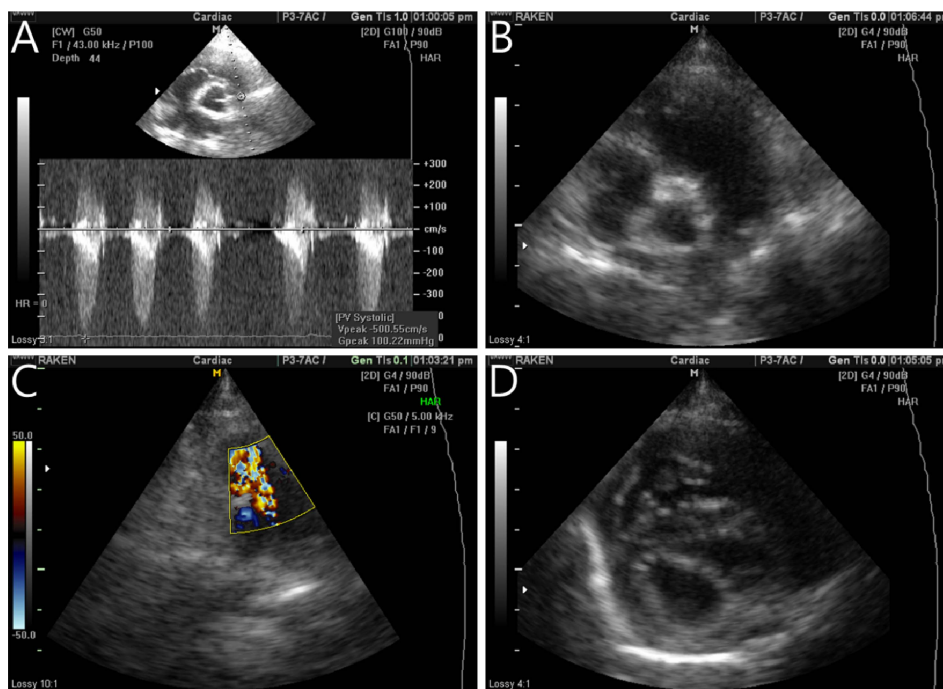 A
Cardiac P3-7AC / Gen TIs 1.0 01:00:05 pm
M
[CW] G50
F1 / 43.00 kHz / P100
Depth 44
[2D] G100 / 90dB
FA1 / P90
HAR
+300
+200
+100
cm/s
-100
-200
-300
HR = 0
[PV Systolic]
Vpeak -500.55cm/s
Gpeak 100.22mmHg
0
B
RAKEN Cardiac P3-7AC / Gen TIs 0.0 01:06:44 pm
M
[2D] G4 / 90dB
FA1 / P90
HAR
Lossy 4:1
C
RAKEN Cardiac P3-7AC / Gen TIs 0.1 01:03:21 pm
M
[2D] G4 / 90dB
FA1 / P90
HAR
[C] G50 / 5.00 kHz
FA1 / F1 / 9
50.0
-50.0
Lossy 10:1
D
RAKEN Cardiac P3-7AC / Gen TIs 0.0 01:05:05 pm
M
[2D] G4 / 90dB
FA1 / P90
HAR
Lossy 4:1